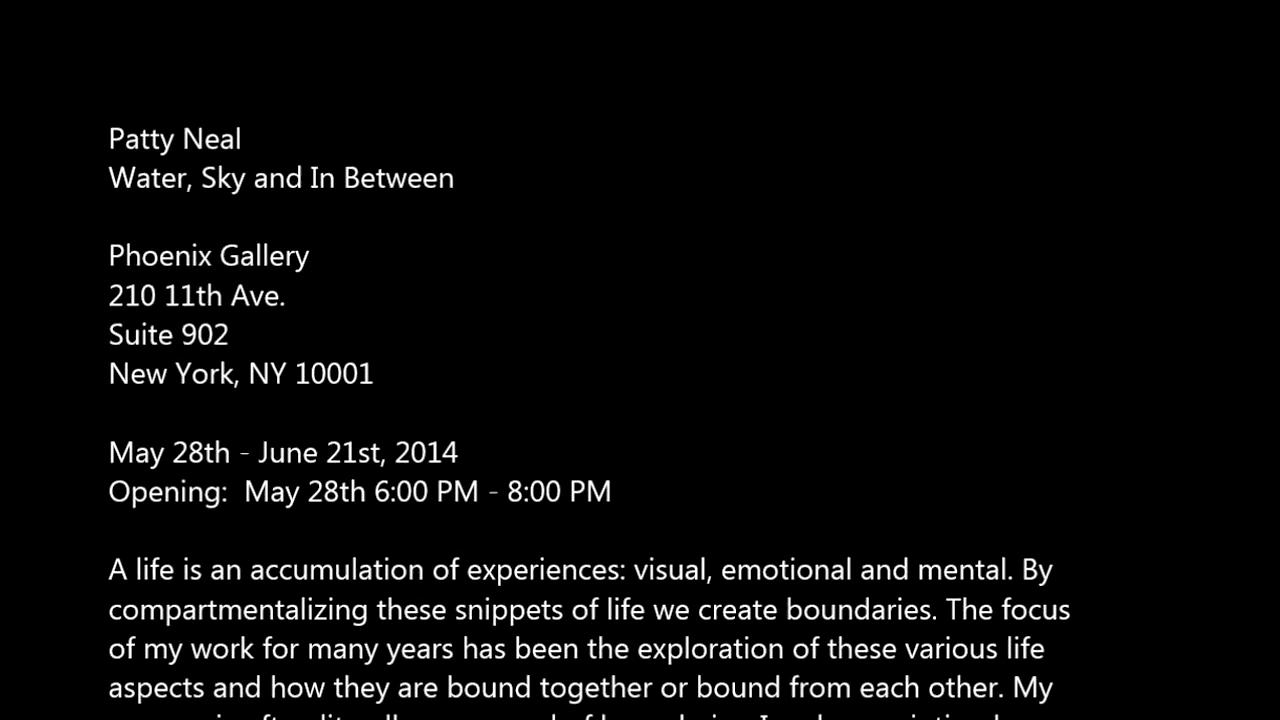 Patty Neal
Water, Sky and In Between
Phoenix Gallery
210 11th Ave.
Suite 902
New York, NY 10001
May 28th - June 21st, 2014
Opening:  May 28th 6:00 PM - 8:00 PM
A life is an accumulation of experiences: visual, emotional and mental. By
compartmentalizing these snippets of life we create boundaries. The focus
of my work for many years has been the exploration of these various life
aspects and how they are bound together or bound from each other. My